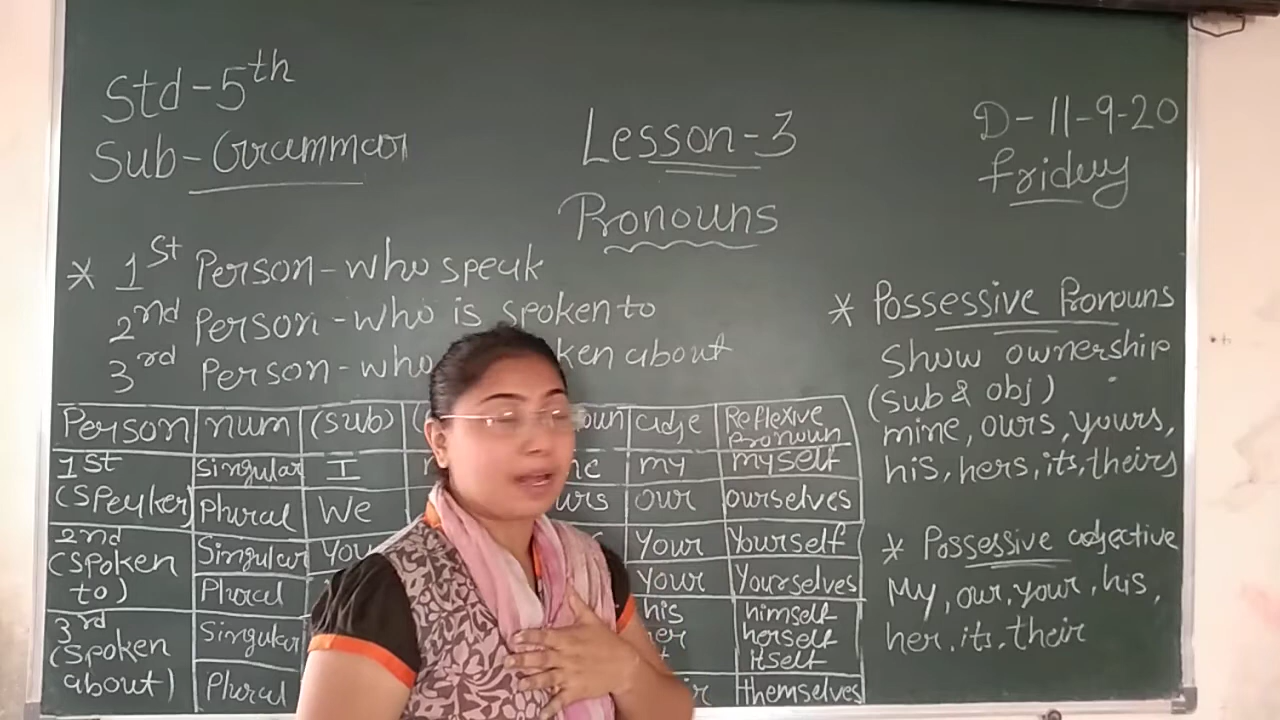 Std-5th
Sub-Grammar
Lesson-3
Pronouns
D-11-9-20
Friday
* 1st Person-who speak
2nd Person-who is spoken to
3rd Person-who ken about
Person num (sub) oun adje Reflexive pronoun
1st (Speaker) Singular I my myself
Plural We urs our ourselves
2nd (Spoken to) Singular You your Yourself
Plural your Yourselves
3rd (Spoken about) Singular his himself
her herself
itself
Plural themselves
* Possessive Pronouns
Show ownership
(sub & obj)
mine, ours, yours,
his, hers, its, theirs
* Possessive adjective
My, our, your, his,
her, its, their